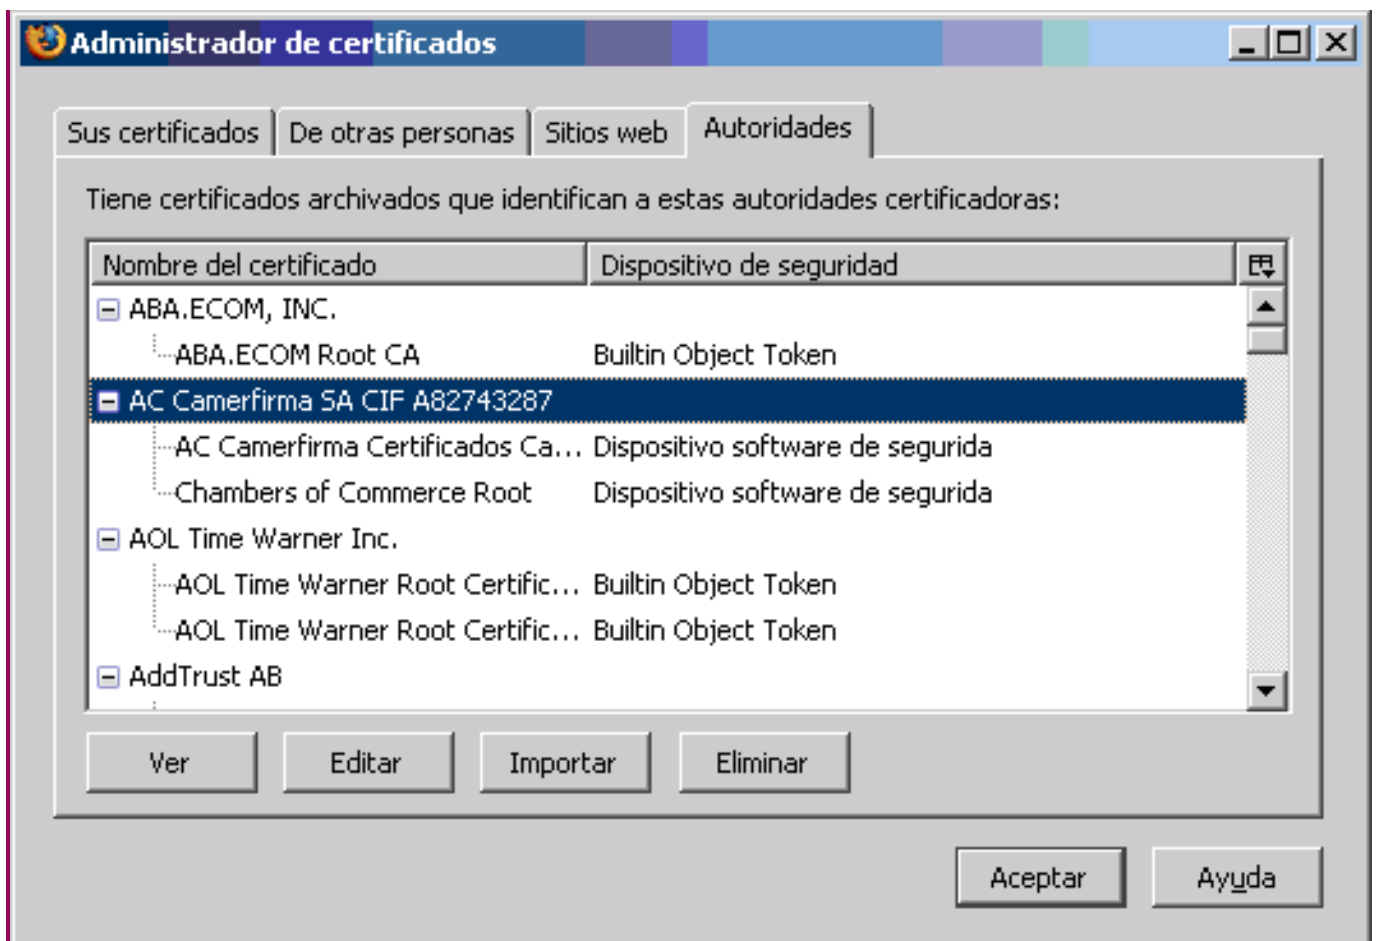 Administrador de certificados
Sus certificados De otras personas Sitios web Autoridades
Tiene certificados archivados que identifican a estas autoridades certificadoras:
Nombre del certificado Dispositivo de seguridad
ABA.ECOM, INC.
ABA.ECOM Root CA Builtin Object Token
AC Camerfirma SA CIF A82743287
AC Camerfirma Certificados Ca... Dispositivo software de segurida
Chambers of Commerce Root Dispositivo software de segurida
AOL Time Warner Inc.
AOL Time Warner Root Certific... Builtin Object Token
AOL Time Warner Root Certific... Builtin Object Token
AddTrust AB
Ver Editar Importar Eliminar
Aceptar Ayuda